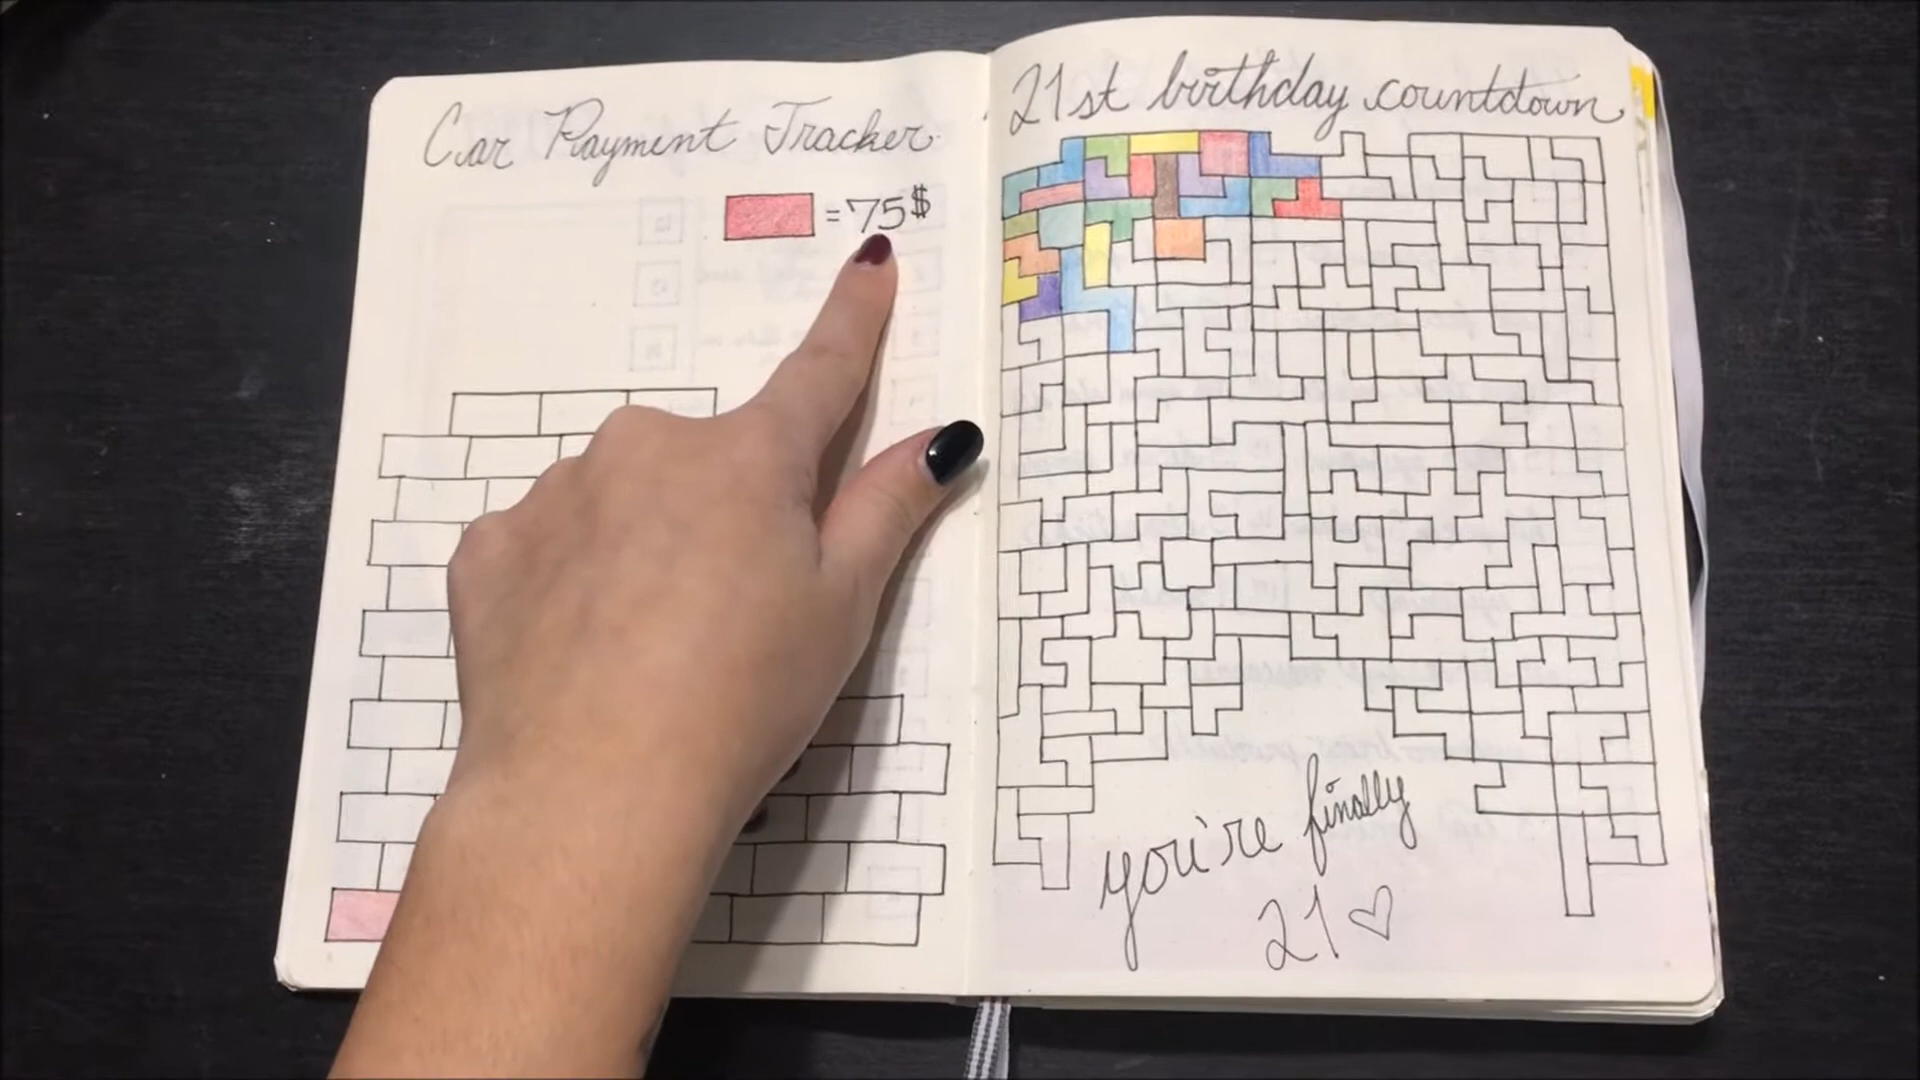 Car Payment Tracker
= 75$
21st birthday countdown
you're finally
21♡